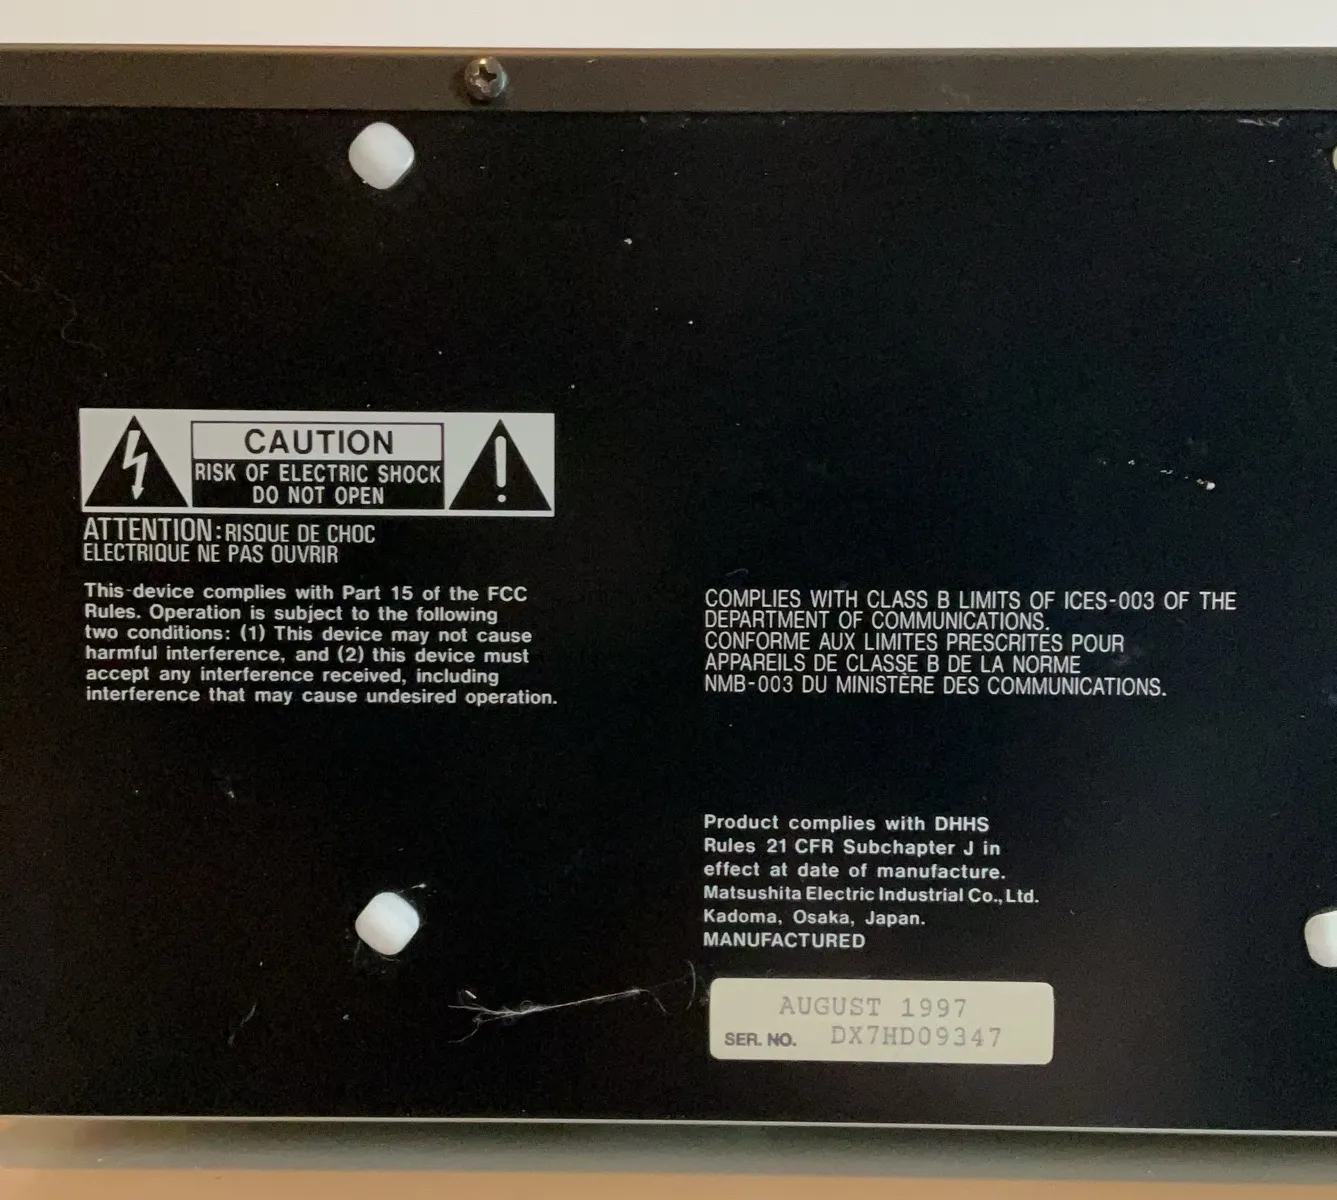 CAUTION
RISK OF ELECTRIC SHOCK
DO NOT OPEN
ATTENTION: RISQUE DE CHOC
ELECTRIQUE NE PAS OUVRIR
This device complies with Part 15 of the FCC
Rules. Operation is subject to the following
two conditions: (1) This device may not cause
harmful interference, and (2) this device must
accept any interference received, including
interference that may cause undesired operation.
COMPLIES WITH CLASS B LIMITS OF ICES-003 OF THE
DEPARTMENT OF COMMUNICATIONS.
CONFORME AUX LIMITES PRESCRITES POUR
APPAREILS DE CLASSE B DE LA NORME
NMB-003 DU MINISTÈRE DES COMMUNICATIONS.
Product complies with DHHS
Rules 21 CFR Subchapter J in
effect at date of manufacture.
Matsushita Electric Industrial Co., Ltd.
Kadoma, Osaka, Japan.
MANUFACTURED
AUGUST 1997
SER. NO. DX7HD09347